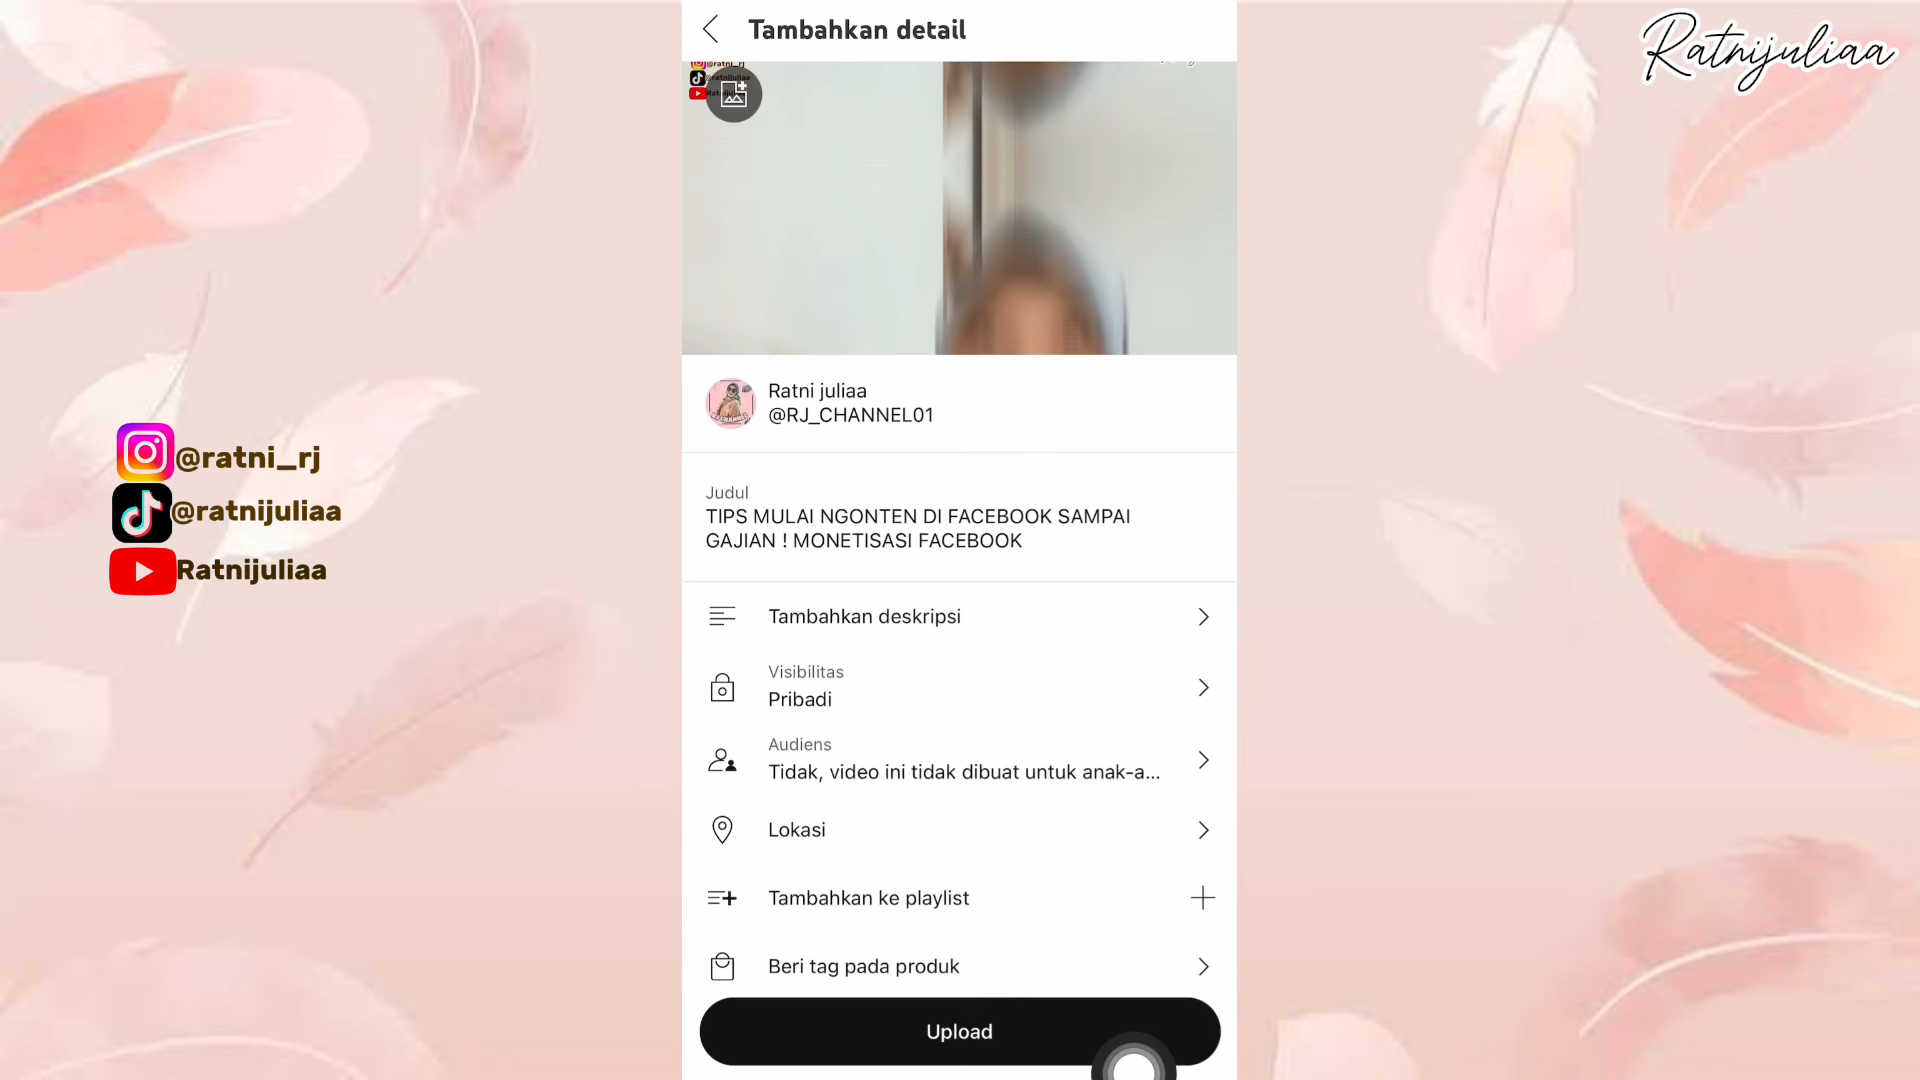 Tambahkan detail
Ratnijuliaa
@ratni_rj
@ratnijuliaa
Ratni juliaa
@RJ_CHANNEL01
Judul
TIPS MULAI NGONTEN DI FACEBOOK SAMPAI
GAJIAN ! MONETISASI FACEBOOK
@ratni_rj
@ratnijuliaa
Ratnijuliaa
Tambahkan deskripsi
Visibilitas
Pribadi
Audiens
Tidak, video ini tidak dibuat untuk anak-a...
Lokasi
Tambahkan ke playlist
Beri tag pada produk
Upload